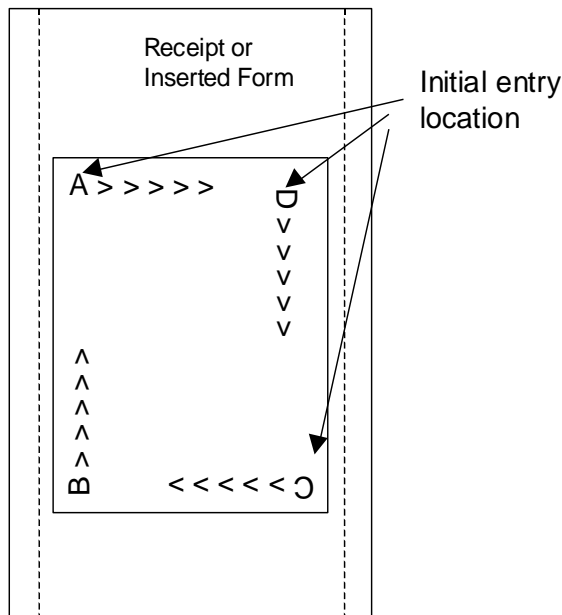 Receipt or
Inserted Form
Initial entry
location
A > > > > >
D > > > > >
B > > > > >
C > > > > >